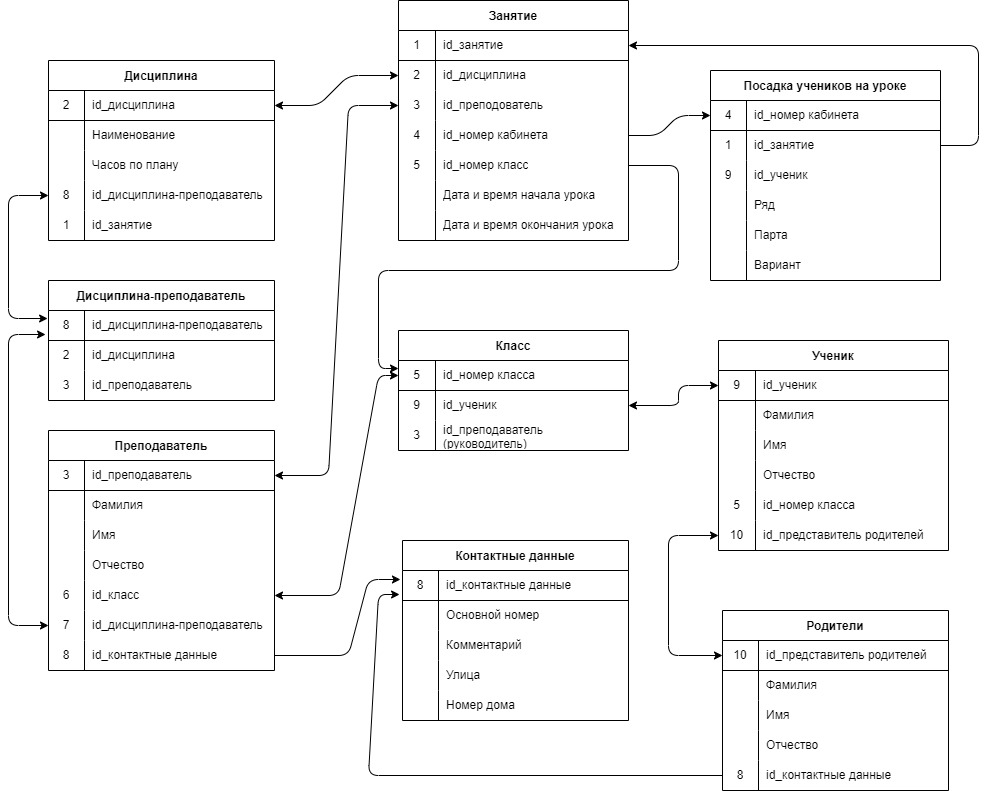 Занятие
1 id_занятие
2 id_дисциплина
3 id_преподователь
4 id_номер кабинета
5 id_номер класс
Дата и время начала урока
Дата и время окончания урока
Дисциплина
2 id_дисциплина
Наименование
Часов по плану
8 id_дисциплина-преподаватель
1 id_занятие
Посадка учеников на уроке
4 id_номер кабинета
1 id_занятие
9 id_ученик
Ряд
Парта
Вариант
Дисциплина-преподаватель
8 id_дисциплина-преподаватель
2 id_дисциплина
3 id_преподаватель
Класс
5 id_номер класса
9 id_ученик
3 id_преподаватель
(руководитель)
Ученик
9 id_ученик
Фамилия
Имя
Отчество
5 id_номер класса
10 id_представитель родителей
Преподаватель
3 id_преподаватель
Фамилия
Имя
Отчество
6 id_класс
7 id_дисциплина-преподаватель
8 id_контактные данные
Контактные данные
8 id_контактные данные
Основной номер
Комментарий
Улица
Номер дома
Родители
10 id_представитель родителей
Фамилия
Имя
Отчество
8 id_контактные данные